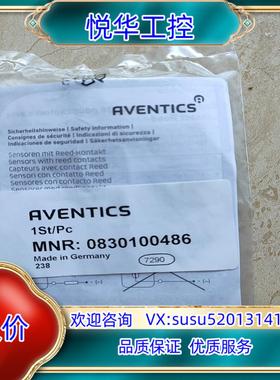 悦华工控
AVENTICS
Sicherheitshinweise | Safety information |
Consignes de sécurité | Indicazioni di sicurezza |
Indicaciones de seguridad | Säkerhetsanvisningar
Sensoren mit Reed-Kontakt
Sensors with reed contacts
Capteurs avec contact Reed
Sensori con contatto Reed
Sensores con contacto Reed
AVENTICS
1St/Pc
MNR: 0830100486
Made in Germany
238
7290
欢迎咨询 VX:susu52013141
品质保证 实体服务